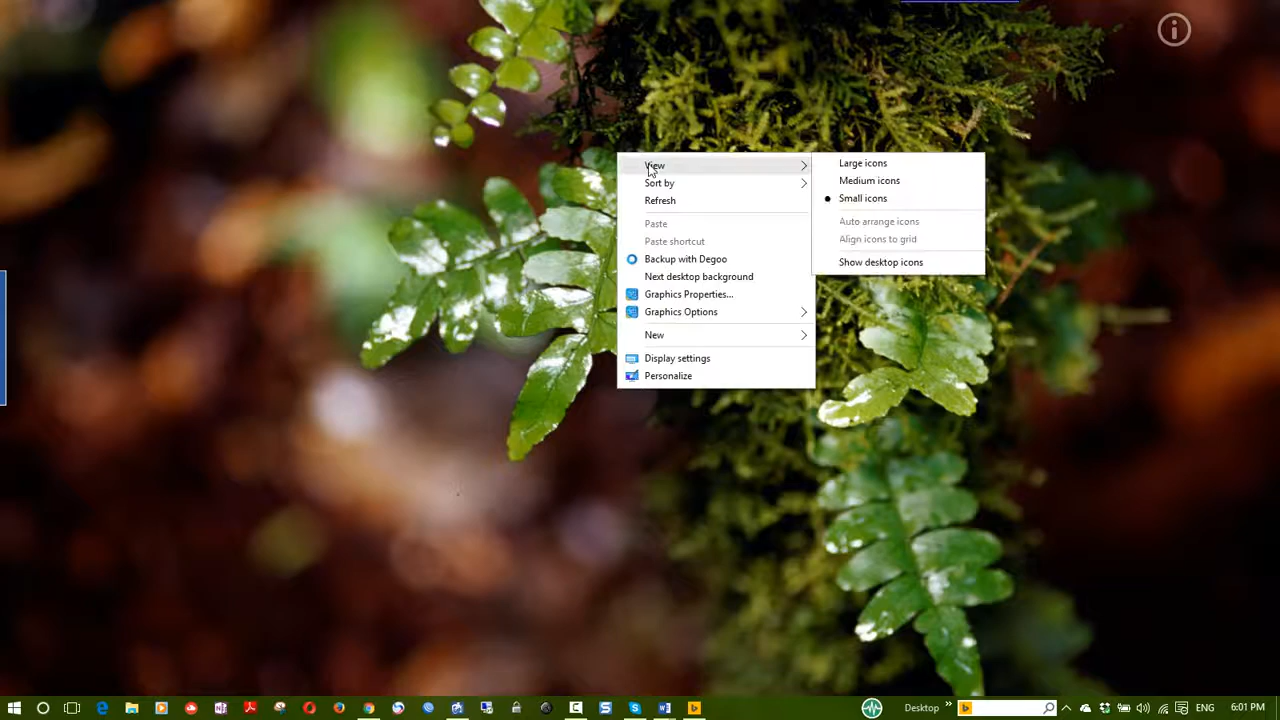 View
Sort by
Refresh
Paste
Paste shortcut
Backup with Degoo
Next desktop background
Graphics Properties...
Graphics Options
New
Display settings
Personalize
Large icons
Medium icons
Small icons
Auto arrange icons
Align icons to grid
Show desktop icons
Desktop
ENG
6:01 PM